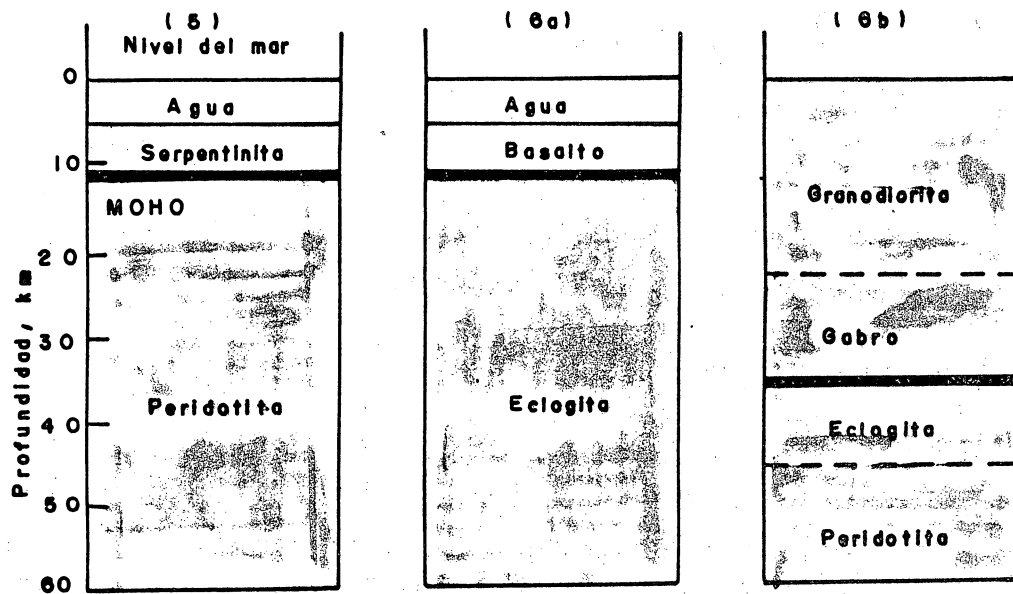 (5)
Nivel del mar
0
Agua
Serpentinita
10
MOHO
20
30
Peridotita
40
50
60
Profundidad, km
(6a)
Agua
Basalto
Eclogita
(6b)
Granodiorita
Gabro
Eclogita
Peridotita